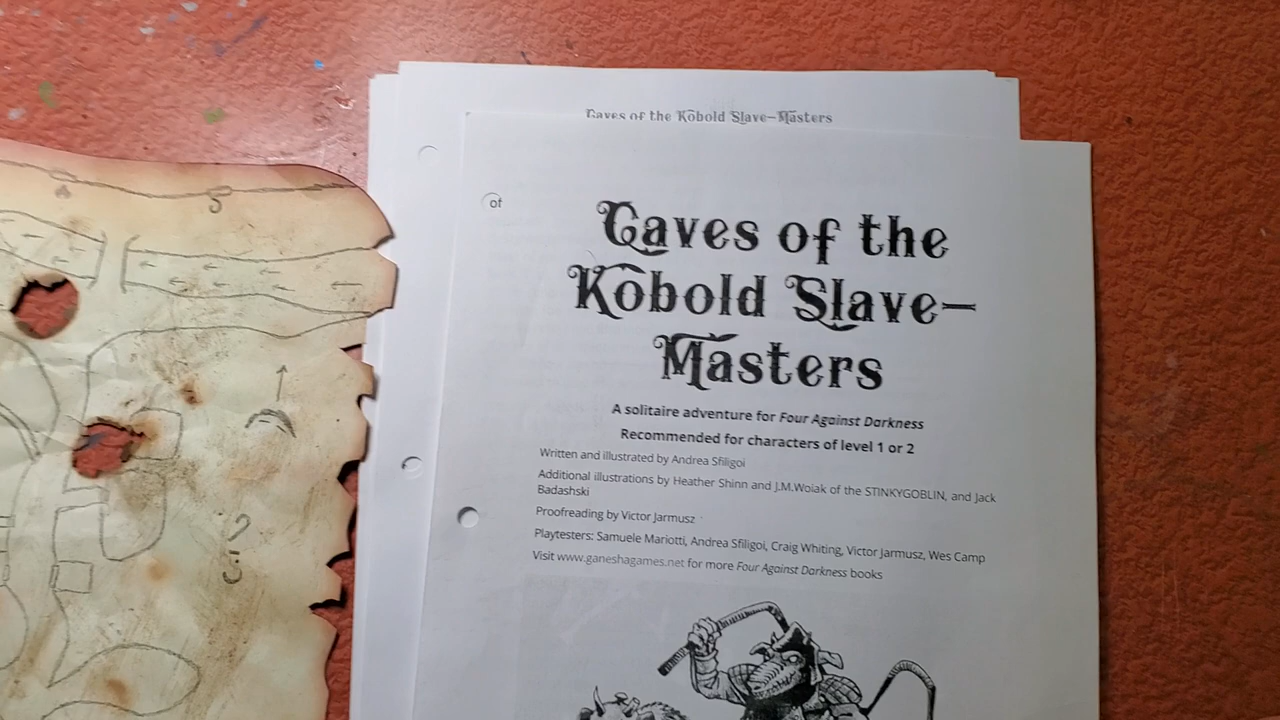 Caves of the Kobold Slave-Masters
of
Caves of the
Kobold Slave-
Masters
A solitaire adventure for Four Against Darkness
Recommended for characters of level 1 or 2
Written and illustrated by Andrea Sfiligoi
Additional illustrations by Heather Shinn and J.M.Woiak of the STINKYGOBLIN, and Jack
Badashski
Proofreading by Victor Jarmusz
Playtesters: Samuele Mariotti, Andrea Sfiligoi, Craig Whiting, Victor Jarmusz, Wes Camp
Visit www.ganeshagames.net for more Four Against Darkness books